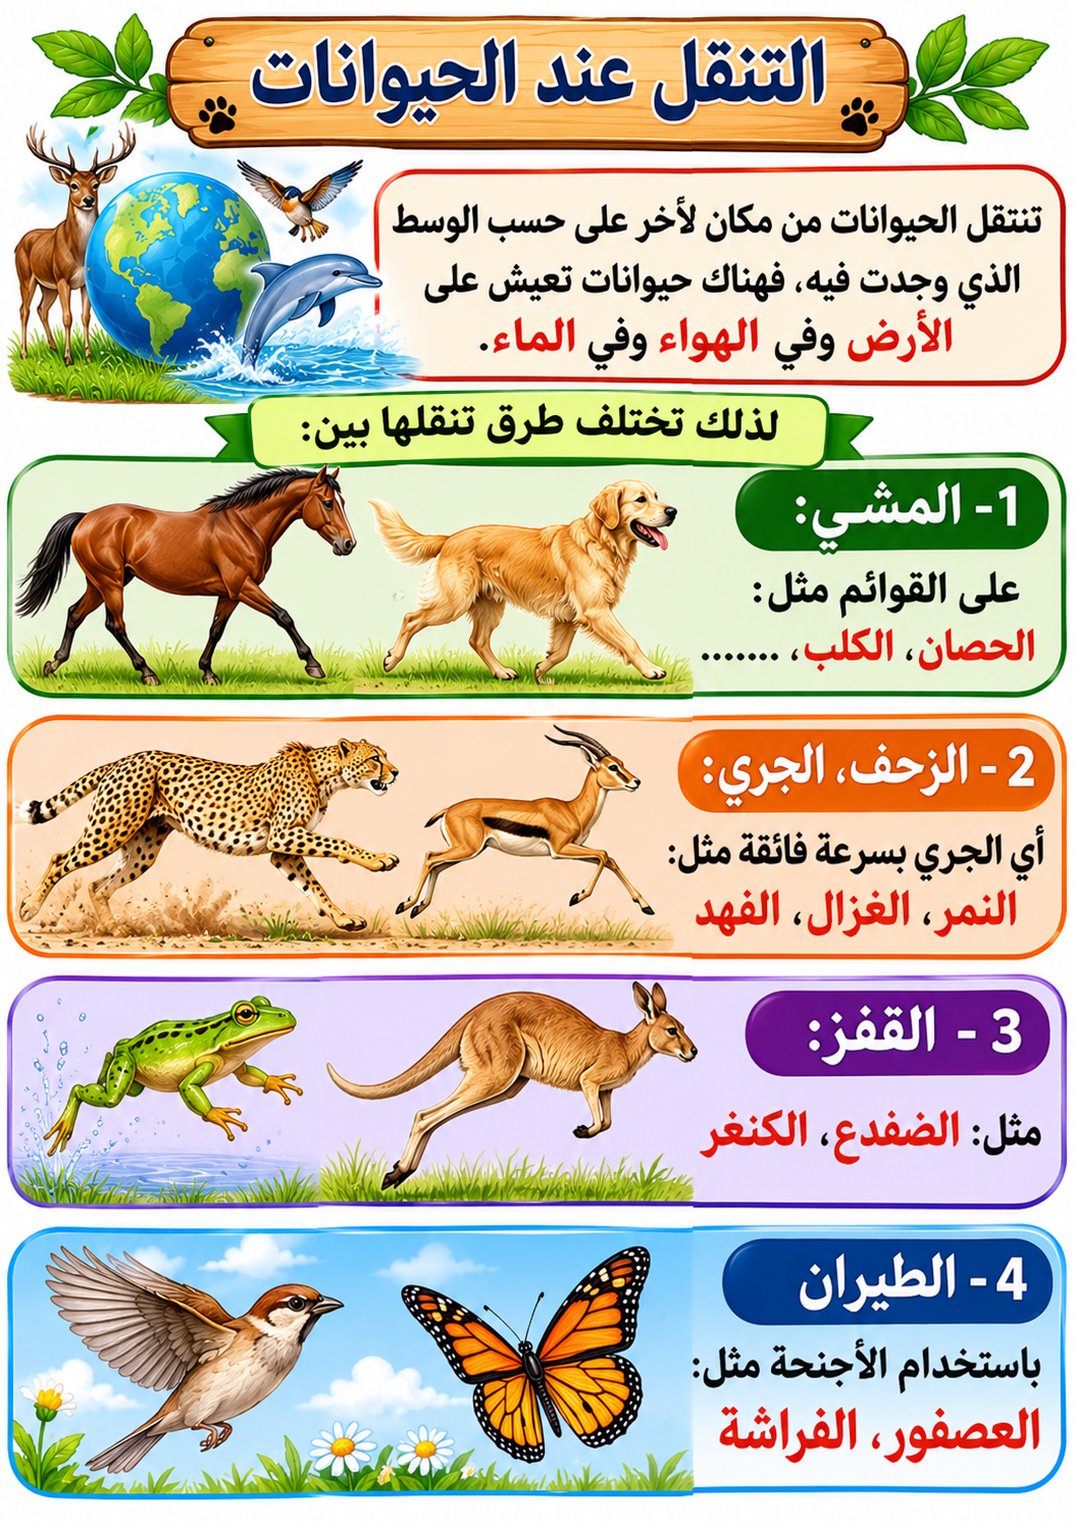 التنقل عند الحيوانات
تنتقل الحيوانات من مكان لأخر على حسب الوسط
الذي وجدت فيه، فهناك حيوانات تعيش على
الأرض وفي الهواء وفي الماء.
لذلك تختلف طرق تنقلها بين:
1- المشي:
على القوائم مثل:
الحصان، الكلب، .......
2 - الزحف، الجري:
أي الجري بسرعة فائقة مثل:
النمر، الغزال، الفهد
3 - القفز:
مثل: الضفدع، الكنغر
4 - الطيران
باستخدام الأجنحة مثل:
العصفور، الفراشة